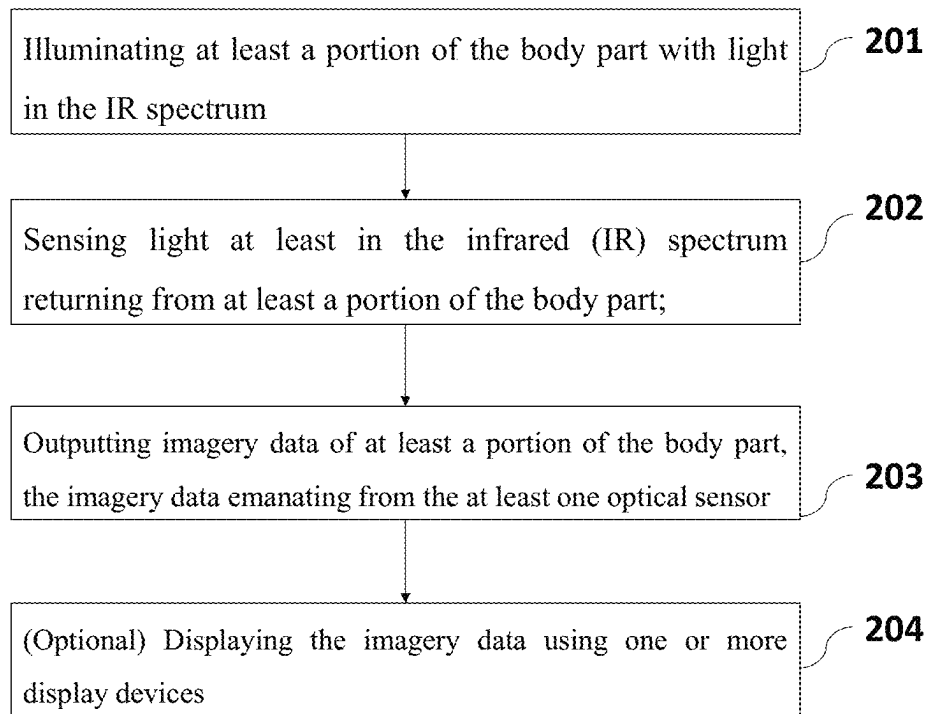 Illuminating at least a portion of the body part with light
in the IR spectrum
201
Sensing light at least in the infrared (IR) spectrum
returning from at least a portion of the body part;
202
Outputting imagery data of at least a portion of the body part,
the imagery data emanating from the at least one optical sensor
203
(Optional) Displaying the imagery data using one or more
display devices
204